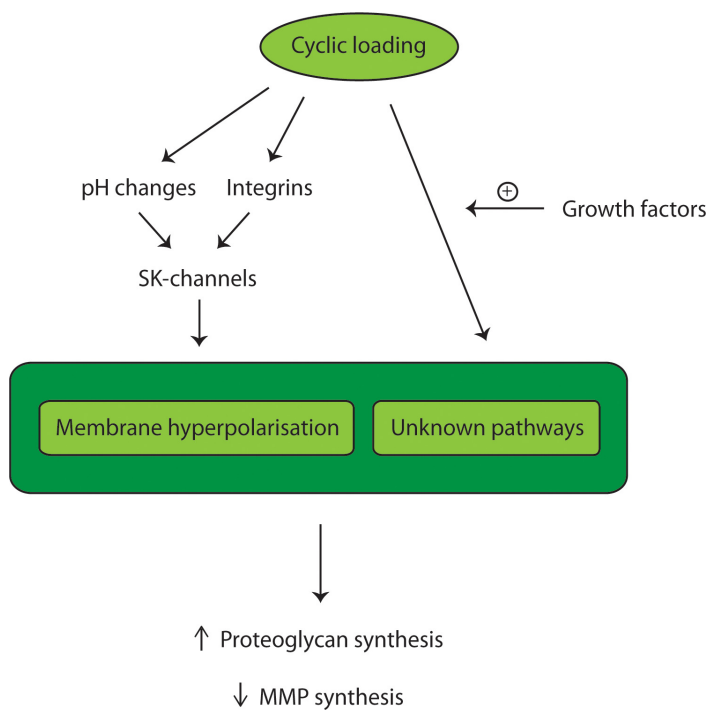 Cyclic loading
pH changes
Integrins
+
Growth factors
SK-channels
Membrane hyperpolarisation
Unknown pathways
↑ Proteoglycan synthesis
↓ MMP synthesis